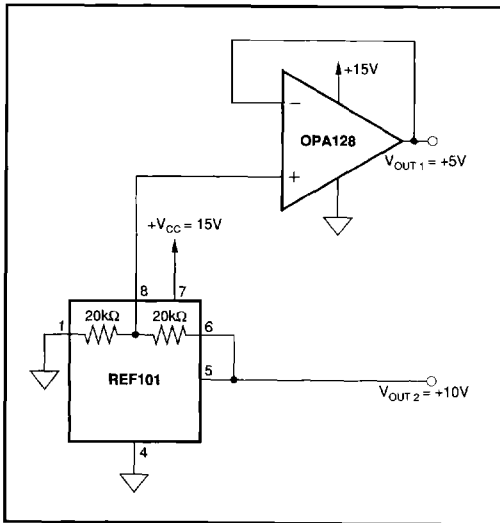 +15V
−
OPA128
+
V_OUT 1 = +5V
+V_CC = 15V
8 7
20kΩ 20kΩ
1 6
5
REF101
V_OUT 2 = +10V
4